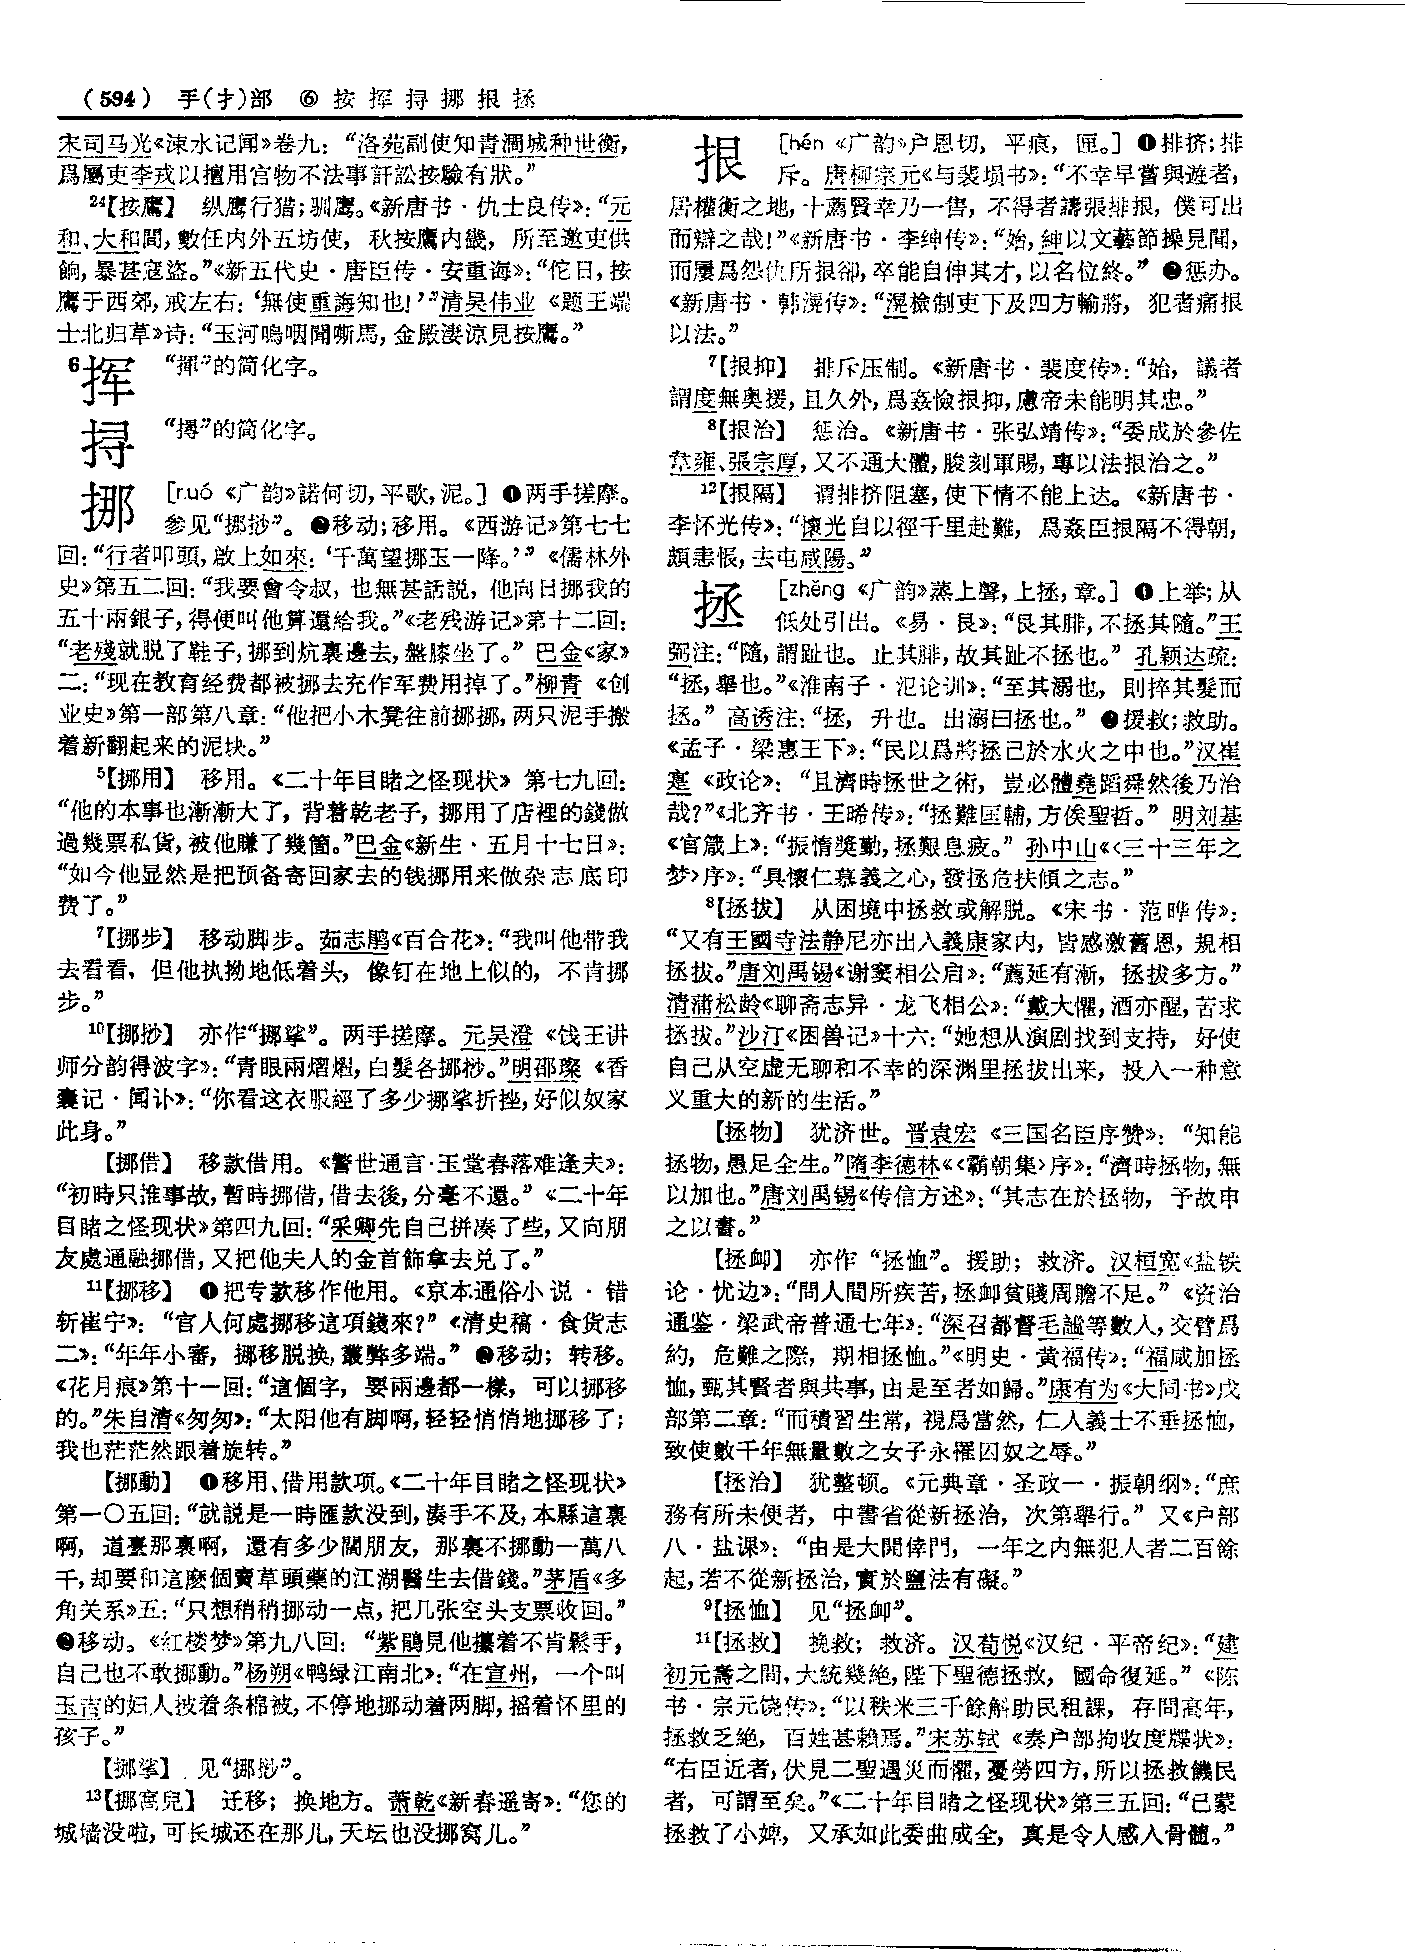 (594) 手(扌)部 ⑥ 按挥挦挪拫拯
宋司马光《涑水记闻》卷九：“洛苑副使知青澗城种世衡，
爲屬吏李戎以擅用官物不法事訐訟按驗有狀。”
24【按鹰】 纵鹰行猎；驯鹰。《新唐书·仇士良传》：“元
和、大和間，數任内外五坊使，秋按鷹内畿，所至邀吏供
餉，暴甚寇盜。”《新五代史·唐臣传·安重诲》：“佗日，按
鷹于西郊，戒左右：‘無使重誨知也！’”清吴伟业《题王端
士北归草》诗：“玉河嗚咽聞嘶馬，金殿淒涼見按鷹。”
6挥 “揮”的简化字。
挦 “撏”的简化字。
挪 [ruó 《广韵》諾何切，平歌，泥。] ❶两手搓摩。
参见“挪挱”。❷移动；移用。《西游记》第七七
回：“行者叩頭，啟上如來：‘千萬望挪玉一降。’”《儒林外
史》第五二回：“我要會令叔，也無甚話説，他向日挪我的
五十兩銀子，得便叫他算還給我。”《老残游记》第十二回：
“老殘就脱了鞋子，挪到炕裏邊去，盤膝坐了。”巴金《家》
二：“现在教育经费都被挪去充作军费用掉了。”柳青《创
业史》第一部第八章：“他把小木凳往前挪挪，两只泥手搬
着新翻起来的泥块。”
5【挪用】 移用。《二十年目睹之怪现状》第七九回：
“他的本事也漸漸大了，背着乾老子，挪用了店裡的錢做
過幾票私貨，被他賺了幾箇。”巴金《新生·五月十七日》：
“如今他显然是把预备寄回家去的钱挪用来做杂志底印
费了。”
7【挪步】 移动脚步。茹志鹃《百合花》：“我叫他带我
去看看，但他执拗地低着头，像钉在地上似的，不肯挪
步。”
10【挪挱】 亦作“挪挲”。两手搓摩。元吴澄《饯王讲
师分韵得波字》：“青眼兩熠爚，白髮各挪挱。”明邵璨《香
囊记·闻讣》：“你看这衣服經了多少挪挲折挫，好似奴家
此身。”
【挪借】 移款借用。《警世通言·玉堂春落难逢夫》：
“初時只推事故，暫時挪借，借去後，分毫不還。”《二十年
目睹之怪现状》第四九回：“采卿先自己拼凑了些，又向朋
友處通融挪借，又把他夫人的金首飾拿去兑了。”
11【挪移】 ❶把专款移作他用。《京本通俗小说·错
斩崔宁》：“官人何處挪移這項錢來？”《清史稿·食货志
二》：“年年小審，挪移脱换，叢弊多端。”❷移动；转移。
《花月痕》第十一回：“這個字，要兩邊都一樣，可以挪移
的。”朱自清《匆匆》：“太阳他有脚啊，轻轻悄悄地挪移了；
我也茫茫然跟着旋转。”
【挪動】 ❶移用、借用款项。《二十年目睹之怪现状》
第一〇五回：“就説是一時匯款没到，湊手不及，本縣這裏
啊，道臺那裏啊，還有多少闊朋友，那裏不挪動一萬八
千，却要和這麽個賣草頭藥的江湖醫生去借錢。”茅盾《多
角关系》五：“只想稍稍挪动一点，把几张空头支票收回。”
❷移动。《红楼梦》第九八回：“紫鵑見他攥着不肯鬆手，
自己也不敢挪動。”杨朔《鸭绿江南北》：“在宣州，一个叫
玉吉的妇人披着条棉被，不停地挪动着两脚，摇着怀里的
孩子。”
【挪挲】 见“挪挱”。
13【挪窩兒】 迁移；换地方。萧乾《新春遥寄》：“您的
城墙没啦，可长城还在那儿，天坛也没挪窝儿。”
拫 [hén 《广韵》户恩切，平痕，匣。] ❶排挤；排
斥。唐柳宗元《与裴埙书》：“不幸早嘗與遊者，
居權衡之地，十薦賢幸乃一售，不得者譸張排拫，僕可出
而辯之哉！”《新唐书·李绅传》：“始，紳以文藝節操見聞，
而屢爲怨仇所拫卻，卒能自伸其才，以名位終。”❷惩办。
《新唐书·韩滉传》：“滉檢制吏下及四方輸將，犯者痛拫
以法。”
7【拫抑】 排斥压制。《新唐书·裴度传》：“始，議者
謂度無奥援，且久外，爲姦憸拫抑，慮帝未能明其忠。”
8【拫治】 惩治。《新唐书·张弘靖传》：“委成於參佐
韋雍、張宗厚，又不通大體，朘刻軍賜，專以法拫治之。”
12【拫隔】 谓排挤阻塞，使下情不能上达。《新唐书·
李怀光传》：“懷光自以徑千里赴難，爲姦臣拫隔不得朝，
頗恚悵，去屯咸陽。”
拯 [zhěng 《广韵》蒸上聲，上拯，章。] ❶上举；从
低处引出。《易·艮》：“艮其腓，不拯其隨。”王
弼注：“隨，謂趾也。止其腓，故其趾不拯也。”孔颖达疏：
“拯，舉也。”《淮南子·氾论训》：“至其溺也，則捽其髮而
拯。”高诱注：“拯，升也。出溺曰拯也。”❷援救；救助。
《孟子·梁惠王下》：“民以爲將拯己於水火之中也。”汉崔
寔《政论》：“且濟時拯世之術，豈必體堯蹈舜然後乃治
哉？”《北齐书·王晞传》：“拯難匡輔，方俟聖哲。”明刘基
《官箴上》：“振惰獎勤，拯艱息疲。”孙中山《〈三十三年之
梦〉序》：“具懷仁慕義之心，發拯危扶傾之志。”
8【拯拔】 从困境中拯救或解脱。《宋书·范晔传》：
“又有王國寺法静尼亦出入義康家内，皆感激舊恩，規相
拯拔。”唐刘禹锡《谢窦相公启》：“薦延有漸，拯拔多方。”
清蒲松龄《聊斋志异·龙飞相公》：“戴大懼，酒亦醒，苦求
拯拔。”沙汀《困兽记》十六：“她想从演剧找到支持，好使
自己从空虚无聊和不幸的深渊里拯拔出来，投入一种意
义重大的新的生活。”
【拯物】 犹济世。晋袁宏《三国名臣序赞》：“知能
拯物，愚足全生。”隋李德林《〈霸朝集〉序》：“濟時拯物，無
以加也。”唐刘禹锡《传信方述》：“其志在於拯物，予故申
之以書。”
【拯卹】 亦作“拯恤”。援助；救济。汉桓宽《盐铁
论·忧边》：“問人間所疾苦，拯卹貧賤周贍不足。”《资治
通鉴·梁武帝普通七年》：“深召都督毛諡等數人，交臂爲
約，危難之際，期相拯恤。”《明史·黄福传》：“福咸加拯
恤，甄其賢者與共事，由是至者如歸。”康有为《大同书》戊
部第二章：“而積習生常，視爲當然，仁人義士不垂拯恤，
致使數千年無量數之女子永罹囚奴之辱。”
【拯治】 犹整顿。《元典章·圣政一·振朝纲》：“庶
務有所未便者，中書省從新拯治，次第舉行。”又《户部
八·盐课》：“由是大開倖門，一年之内無犯人者二百餘
起，若不從新拯治，實於鹽法有礙。”
9【拯恤】 见“拯卹”。
11【拯救】 挽救；救济。汉荀悦《汉纪·平帝纪》：“建
初元壽之間，大統幾絶，陛下聖德拯救，國命復延。”《陈
书·宗元饶传》：“以秩米三千餘斛助民租課，存問高年，
拯救乏絶，百姓甚賴焉。”宋苏轼《奏户部拘收度牒状》：
“右臣近者，伏見二聖遇災而懼，憂勞四方，所以拯救饑民
者，可謂至矣。”《二十年目睹之怪现状》第三五回：“已蒙
拯救了小婢，又承如此委曲成全，真是令人感入骨髓。”